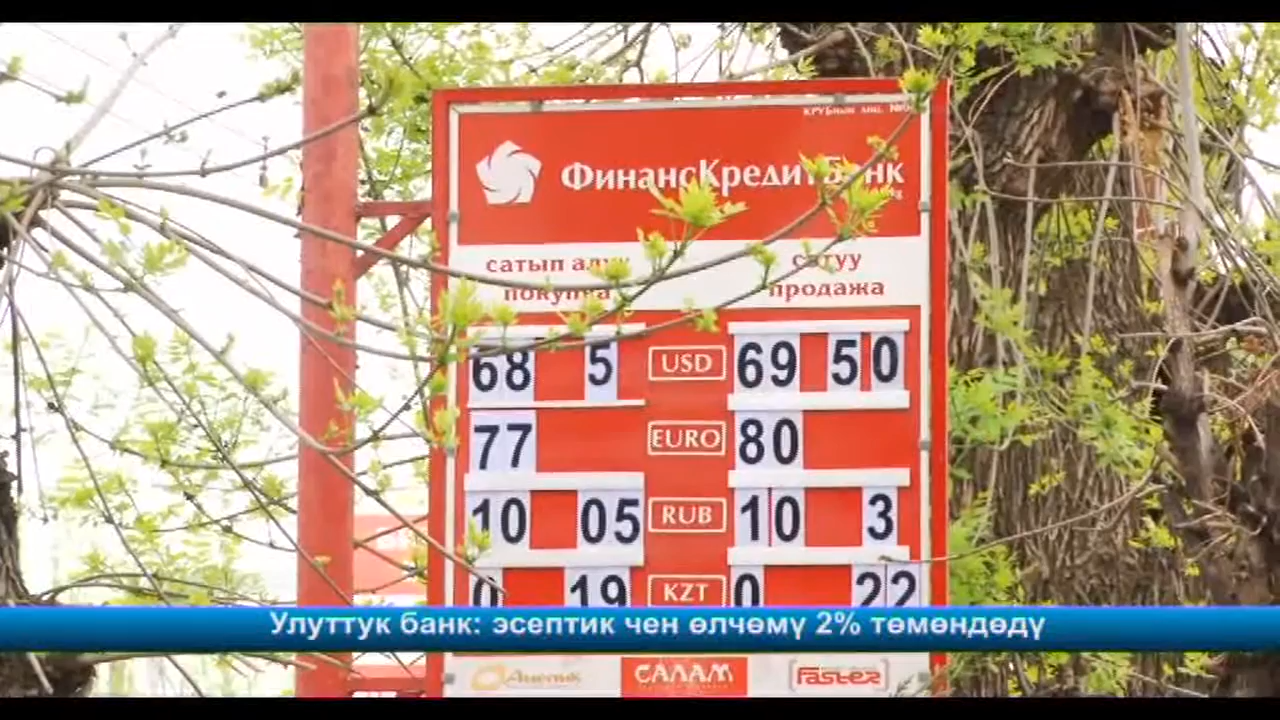 ФинансКредитБанк
сатып алуу сатуу
покупка продажа
68 5 USD 69 50
77 EURO 80
10 05 RUB 10 3
0 19 KZT 0 22
Улуттук банк: эсептик чен өлчөмү 2% төмөндөдү
САЛАМ Faster